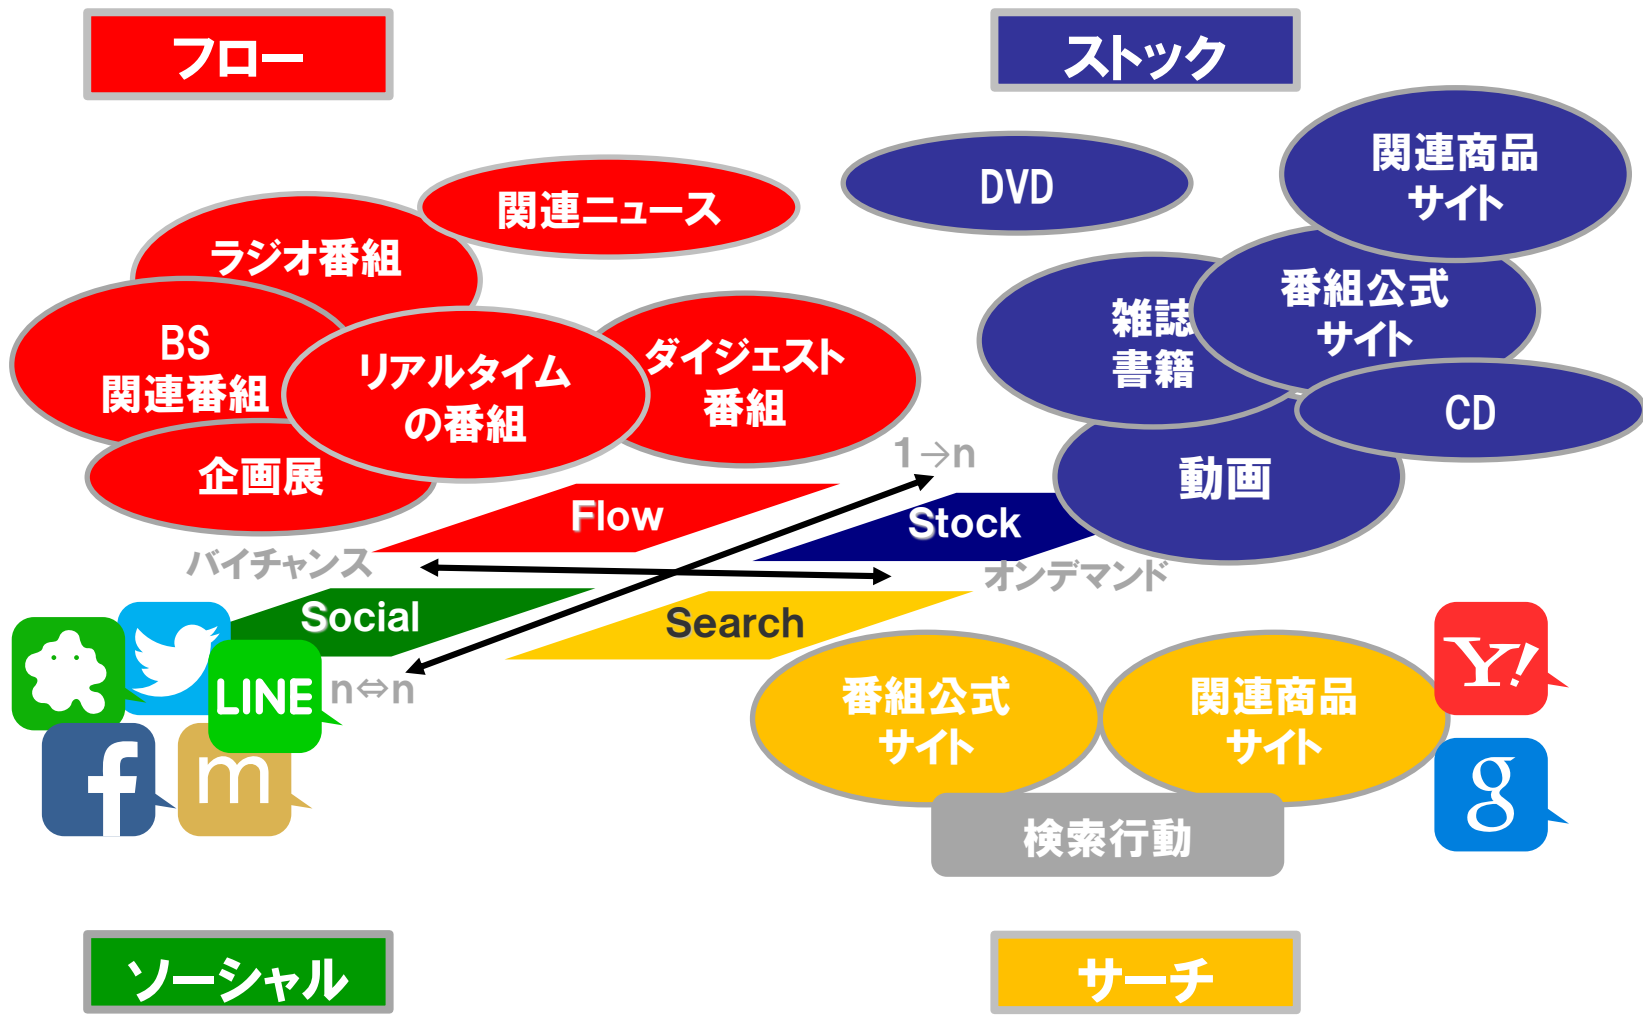 フロー
ストック
関連ニュース
ラジオ番組
BS
関連番組
リアルタイム
の番組
ダイジェスト
番組
企画展
DVD
関連商品
サイト
雑誌
書籍
番組公式
サイト
CD
動画
1→n
Flow
Stock
バイチャンス
オンデマンド
Social
Search
n⇔n
LINE
f
m
番組公式
サイト
関連商品
サイト
検索行動
Y!
g
ソーシャル
サーチ